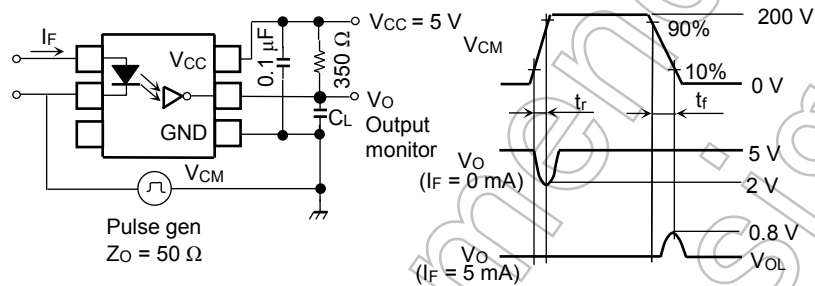 IF
VCC
GND
0.1 μF
350 Ω
VCC = 5 V
VO
CL
Output
monitor
VCM
Pulse gen
ZO = 50 Ω
VCM
200 V
90%
10%
0 V
tr
tf
VO
(IF = 0 mA)
5 V
2 V
0.8 V
VO
(IF = 5 mA)
VOL